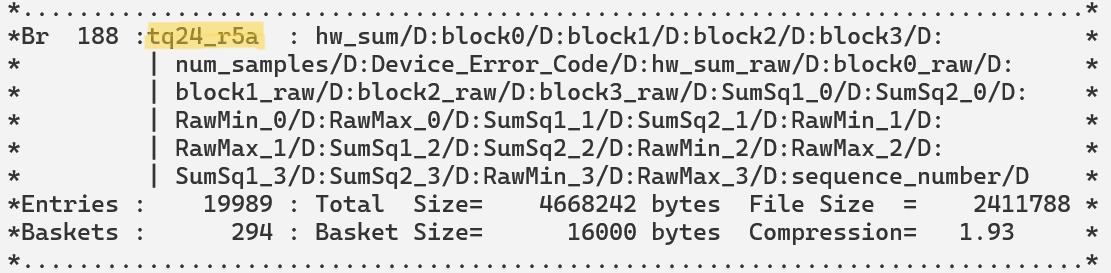 *............................................................................*
*Br  188 :tq24_r5a  : hw_sum/D:block0/D:block1/D:block2/D:block3/D:          *
*         | num_samples/D:Device_Error_Code/D:hw_sum_raw/D:block0_raw/D:     *
*         | block1_raw/D:block2_raw/D:block3_raw/D:SumSq1_0/D:SumSq2_0/D:    *
*         | RawMin_0/D:RawMax_0/D:SumSq1_1/D:SumSq2_1/D:RawMin_1/D:          *
*         | RawMax_1/D:SumSq1_2/D:SumSq2_2/D:RawMin_2/D:RawMax_2/D:          *
*         | SumSq1_3/D:SumSq2_3/D:RawMin_3/D:RawMax_3/D:sequence_number/D    *
*Entries :    19989 : Total  Size=    4668242 bytes  File Size  =    2411788 *
*Baskets :      294 : Basket Size=      16000 bytes  Compression=   1.93     *
*............................................................................*